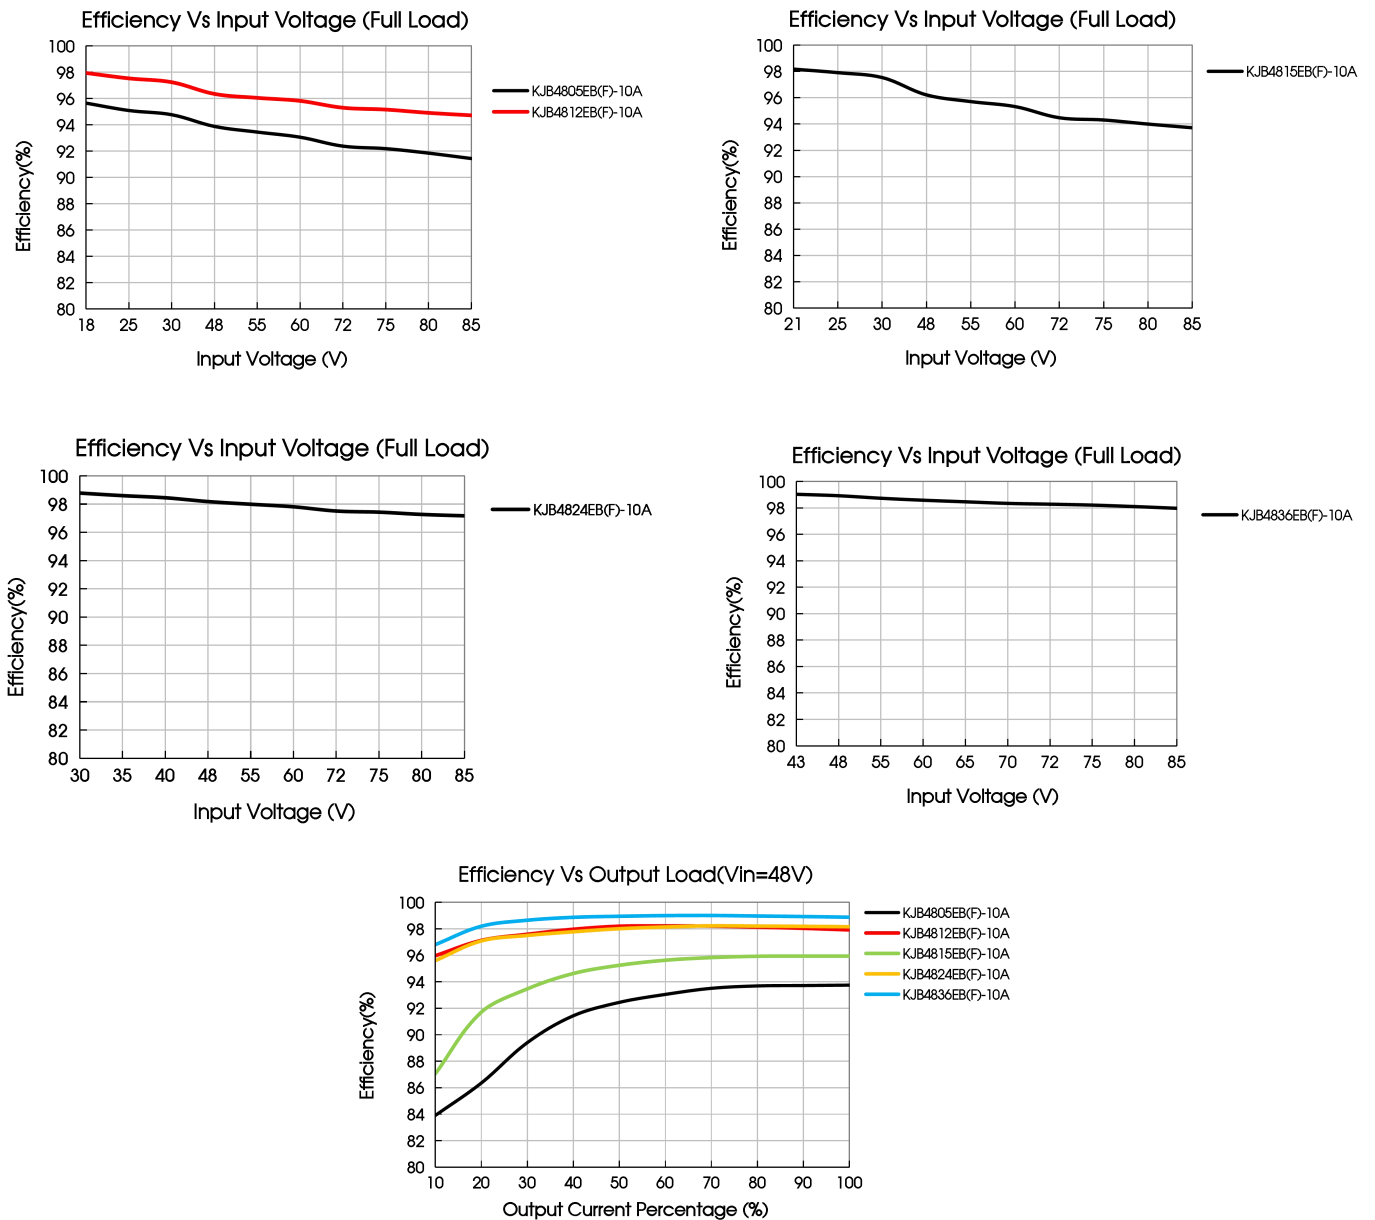 Efficiency Vs Input Voltage (Full Load)
100
98
96
94
92
90
88
86
84
82
80
18 25 30 48 55 60 72 75 80 85
Efficiency(%)
Input Voltage (V)
KJB4805EB(F)-10A
KJB4812EB(F)-10A
Efficiency Vs Input Voltage (Full Load)
100
98
96
94
92
90
88
86
84
82
80
21 25 30 48 55 60 72 75 80 85
Efficiency(%)
Input Voltage (V)
KJB4815EB(F)-10A
Efficiency Vs Input Voltage (Full Load)
100
98
96
94
92
90
88
86
84
82
80
30 35 40 48 55 60 72 75 80 85
Efficiency(%)
Input Voltage (V)
KJB4824EB(F)-10A
Efficiency Vs Input Voltage (Full Load)
100
98
96
94
92
90
88
86
84
82
80
43 48 55 60 65 70 72 75 80 85
Efficiency(%)
Input Voltage (V)
KJB4836EB(F)-10A
Efficiency Vs Output Load(Vin=48V)
100
98
96
94
92
90
88
86
84
82
80
10 20 30 40 50 60 70 80 90 100
Efficiency(%)
Output Current Percentage (%)
KJB4805EB(F)-10A
KJB4812EB(F)-10A
KJB4815EB(F)-10A
KJB4824EB(F)-10A
KJB4836EB(F)-10A